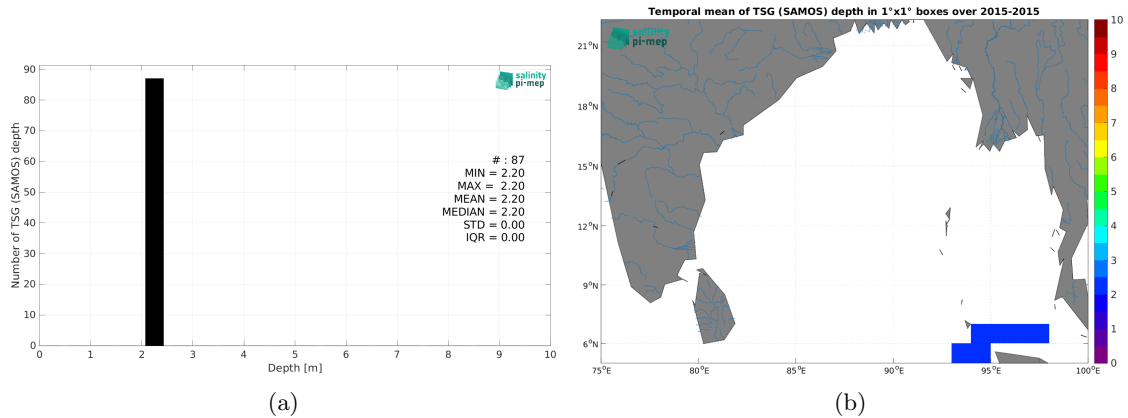 salinity
pi-mep
Number of TSG (SAMOS) depth
90
80
70
60
50
40
30
20
10
0
# : 87
MIN = 2.20
MAX = 2.20
MEAN = 2.20
MEDIAN = 2.20
STD = 0.00
IQR = 0.00
0 1 2 3 4 5 6 7 8 9 10
Depth [m]
(a)
Temporal mean of TSG (SAMOS) depth in 1°x1° boxes over 2015-2015
salinity
pi-mep
21°N
18°N
15°N
12°N
9°N
6°N
75°E 80°E 85°E 90°E 95°E 100°E
10
9
8
7
6
5
4
3
2
1
0
(b)